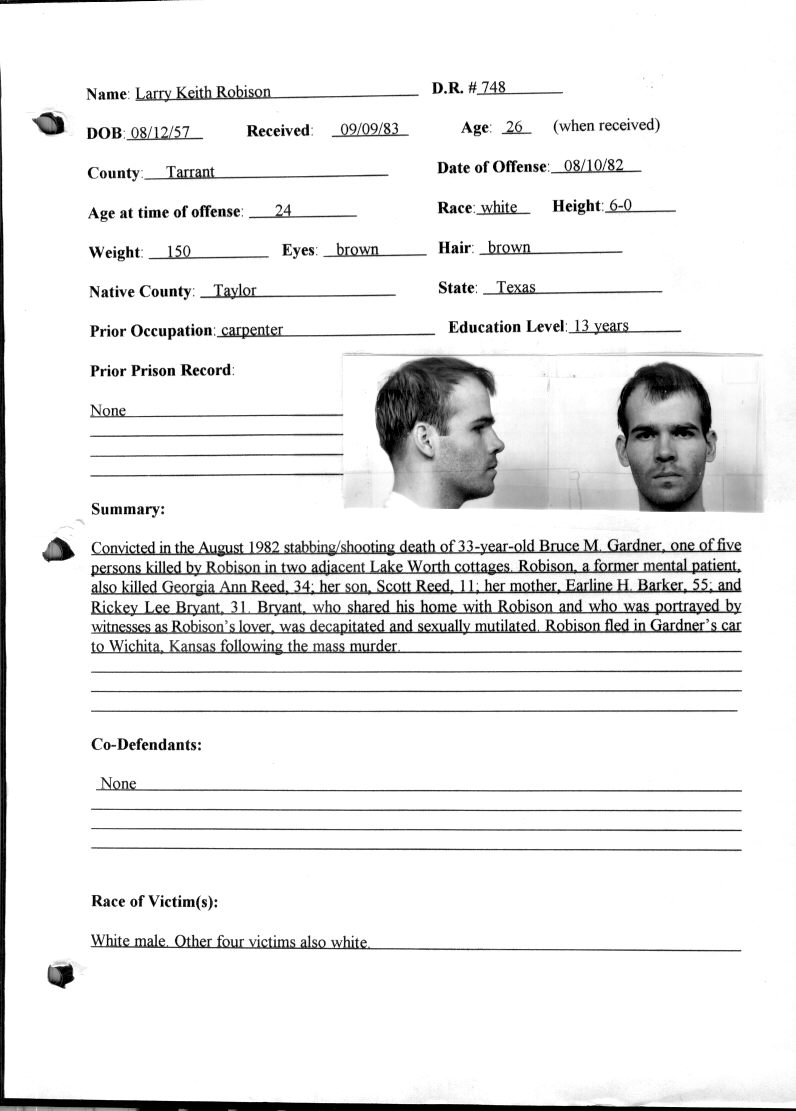 Name: Larry Keith Robison D.R. # 748
DOB: 08/12/57 Received: 09/09/83 Age: 26 (when received)
County: Tarrant Date of Offense: 08/10/82
Age at time of offense: 24 Race: white Height: 6-0
Weight: 150 Eyes: brown Hair: brown
Native County: Taylor State: Texas
Prior Occupation: carpenter Education Level: 13 years
Prior Prison Record:
None
Summary:
Convicted in the August 1982 stabbing/shooting death of 33-year-old Bruce M. Gardner, one of five
persons killed by Robison in two adjacent Lake Worth cottages. Robison, a former mental patient,
also killed Georgia Ann Reed, 34; her son, Scott Reed, 11; her mother, Earline H. Barker, 55; and
Rickey Lee Bryant, 31. Bryant, who shared his home with Robison and who was portrayed by
witnesses as Robison's lover, was decapitated and sexually mutilated. Robison fled in Gardner's car
to Wichita, Kansas following the mass murder.
Co-Defendants:
None
Race of Victim(s):
White male. Other four victims also white.